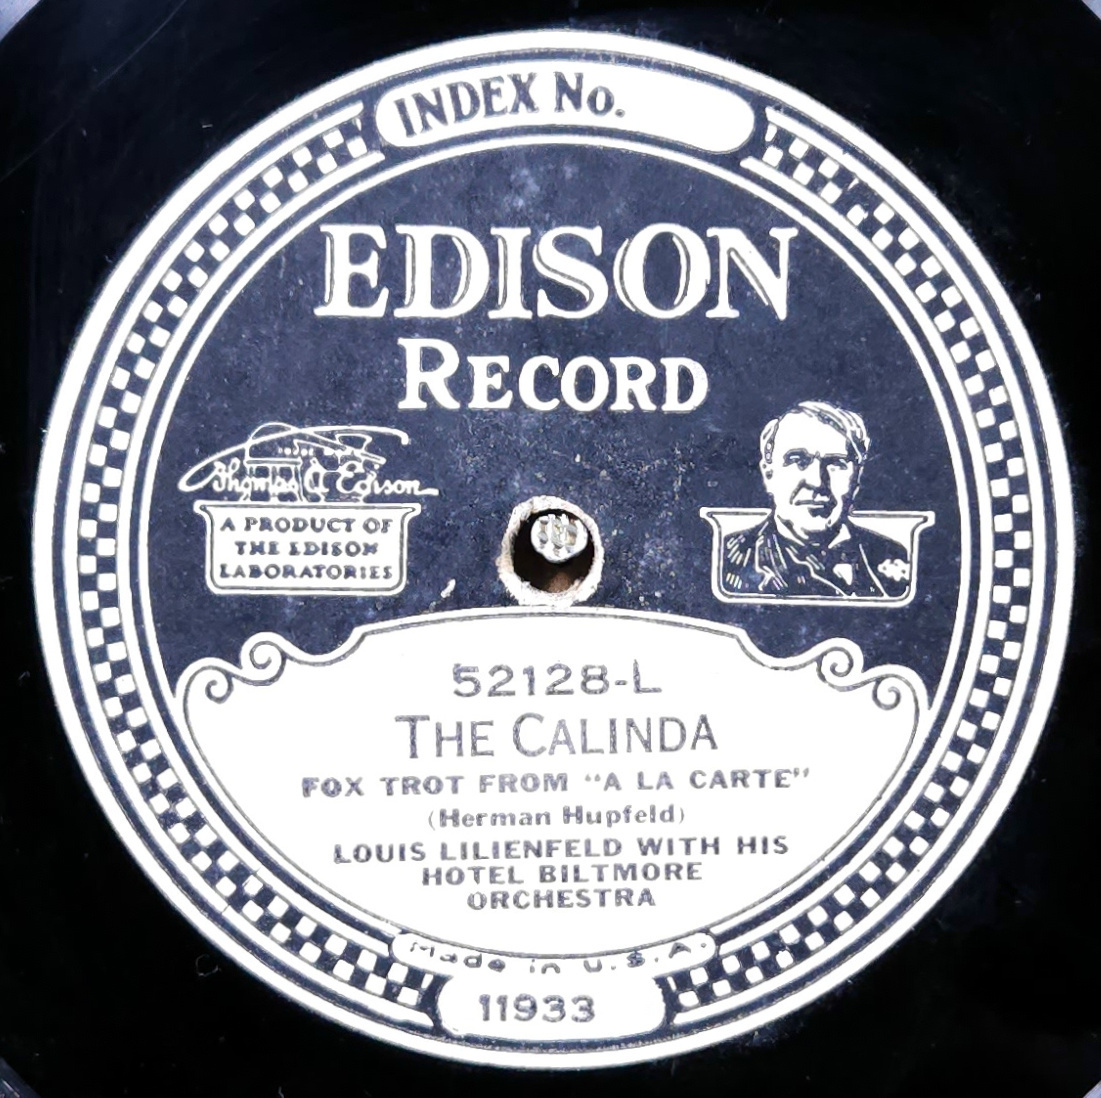 INDEX No.
EDISON
RECORD
Thomas A Edison
A PRODUCT OF
THE EDISON
LABORATORIES
52128-L
THE CALINDA
FOX TROT FROM "A LA CARTE"
(Herman Hupfeld)
LOUIS LILIENFELD WITH HIS
HOTEL BILTMORE
ORCHESTRA
Made in U.S.A.
11933